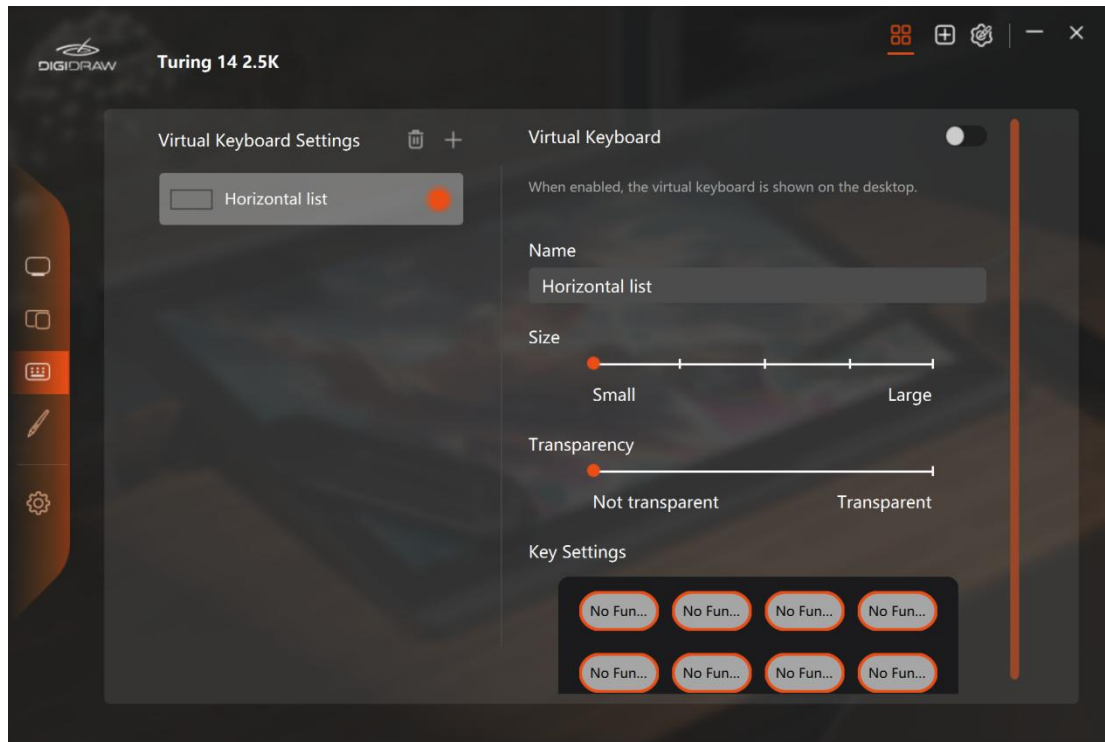 DIGIDRAW
Turing 14 2.5K
Virtual Keyboard Settings
Horizontal list
Virtual Keyboard
When enabled, the virtual keyboard is shown on the desktop.
Name
Horizontal list
Size
Small Large
Transparency
Not transparent Transparent
Key Settings
No Fun... No Fun... No Fun... No Fun...
No Fun... No Fun... No Fun... No Fun...